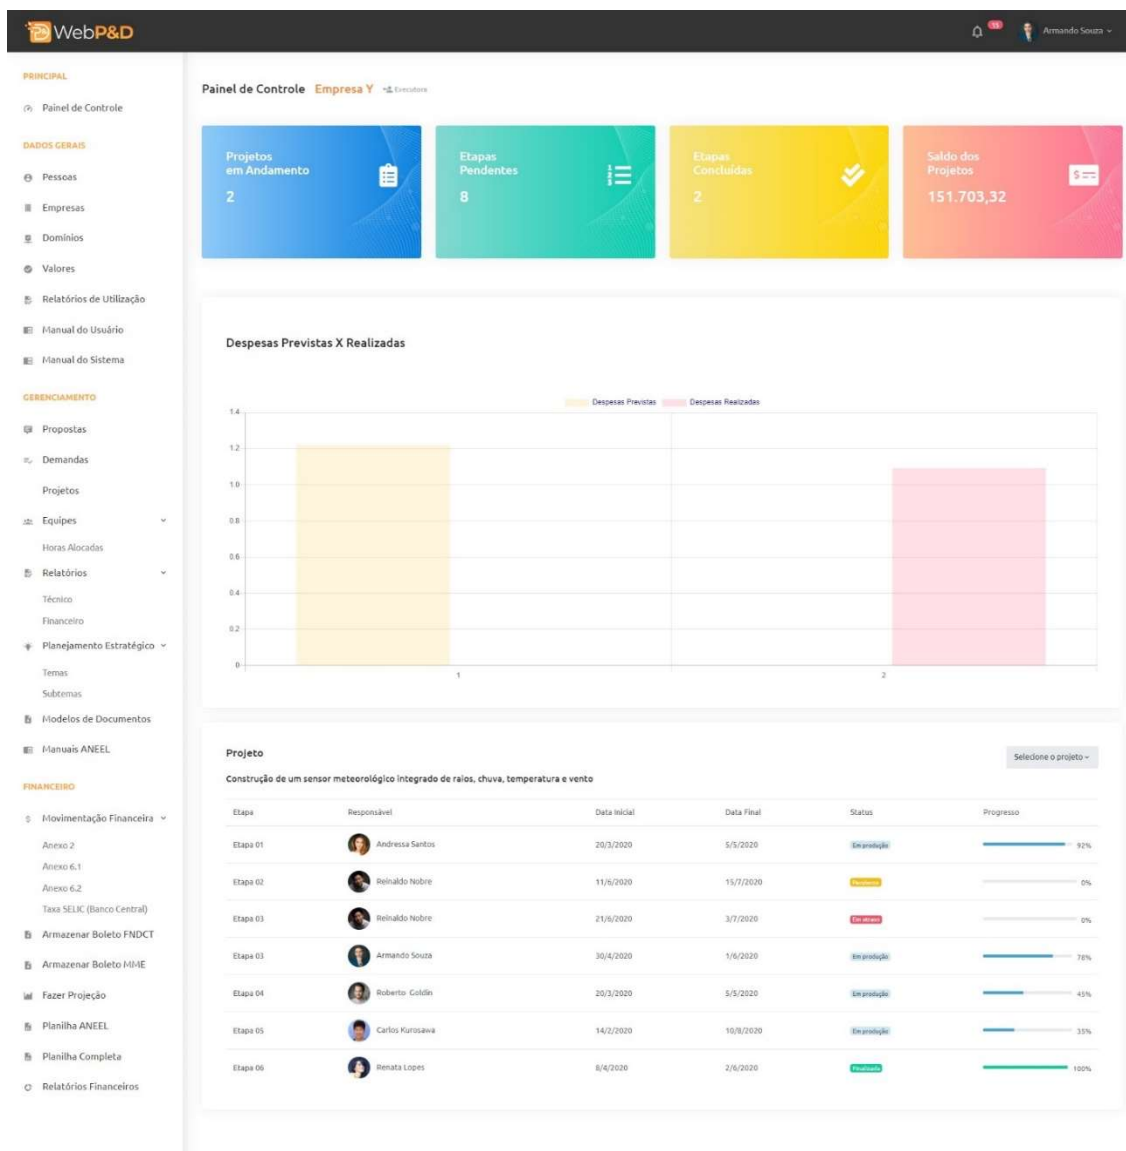 WebP&D
15
Armando Souza
PRINCIPAL
Painel de Controle
DADOS GERAIS
Pessoas
Empresas
Domínios
Valores
Relatórios de Utilização
Manual do Usuário
Manual do Sistema
GERENCIAMENTO
Propostas
Demandas
Projetos
Equipes
Horas Alocadas
Relatórios
Técnico
Financeiro
Planejamento Estratégico
Temas
Subtemas
Modelos de Documentos
Manuais ANEEL
FINANCEIRO
Movimentação Financeira
Anexo 2
Anexo 6.1
Anexo 6.2
Taxa SELIC (Banco Central)
Armazenar Boleto FNDCT
Armazenar Boleto MME
Fazer Projeção
Planilha ANEEL
Planilha Completa
Relatórios Financeiros
Painel de Controle Empresa Y Executora
Projetos
em Andamento
2
Etapas
Pendentes
8
Etapas
Concluídas
2
Saldo dos
Projetos
151.703,32
Despesas Previstas X Realizadas
Despesas Previstas Despesas Realizadas
1.4
1.2
1.0
0.8
0.6
0.4
0.2
0
1 2
Projeto
Selecione o projeto
Construção de um sensor meteorológico integrado de raios, chuva, temperatura e vento
Etapa Responsável Data Inicial Data Final Status Progresso
Etapa 01 Andressa Santos 20/3/2020 5/5/2020 Em produção 92%
Etapa 02 Reinaldo Nobre 11/6/2020 15/7/2020 Pendente 0%
Etapa 03 Reinaldo Nobre 21/6/2020 3/7/2020 Em atraso 0%
Etapa 03 Armando Souza 30/4/2020 1/6/2020 Em produção 78%
Etapa 04 Roberto Goldin 20/3/2020 5/5/2020 Em produção 45%
Etapa 05 Carlos Kurosawa 14/2/2020 10/8/2020 Em produção 35%
Etapa 06 Renata Lopes 8/4/2020 2/6/2020 Finalizado 100%